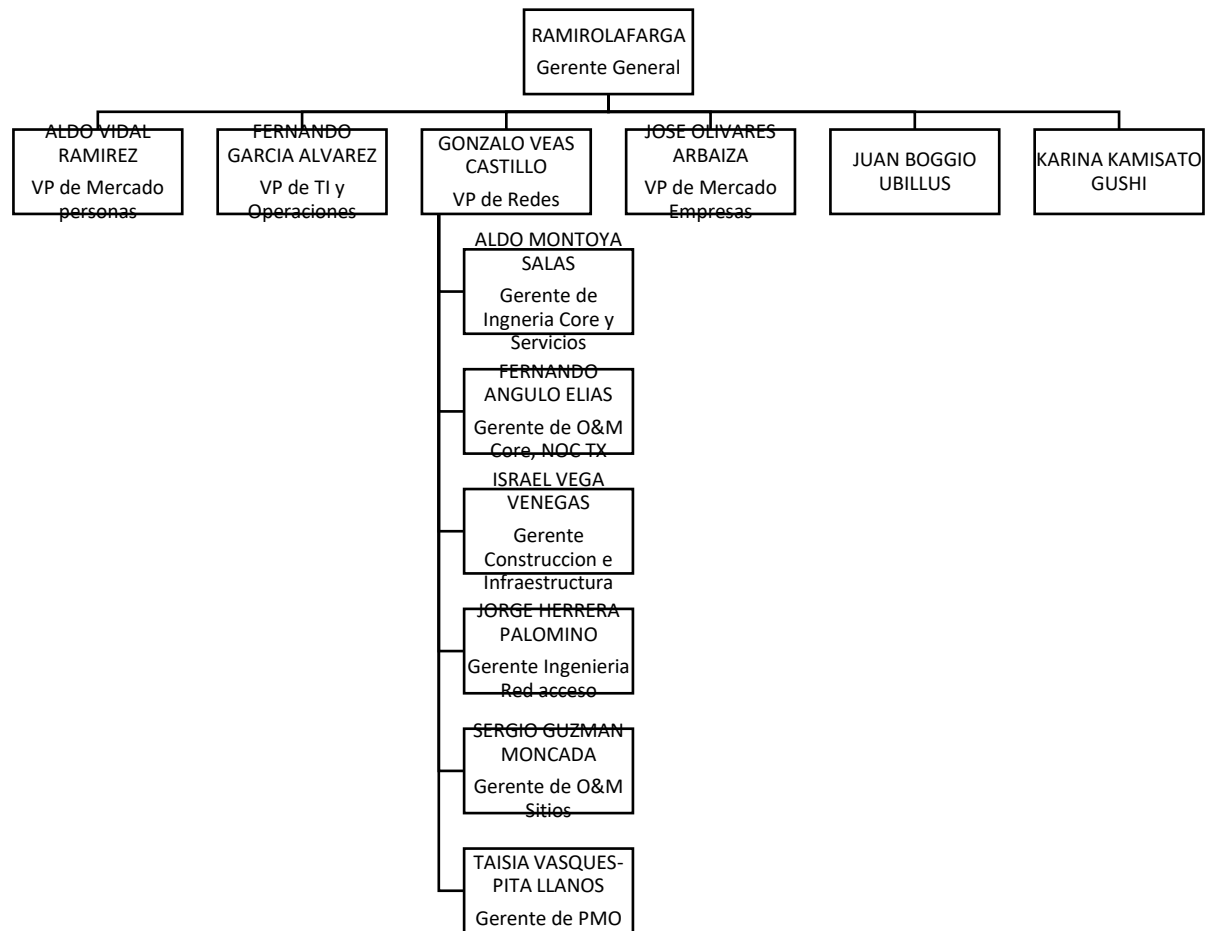 RAMIROLAFARGA
Gerente General
ALDO VIDAL
RAMIREZ
VP de Mercado
personas
FERNANDO
GARCIA ALVAREZ
VP de TI y
Operaciones
GONZALO VEAS
CASTILLO
VP de Redes
JOSE OLIVARES
ARBAIZA
VP de Mercado
Empresas
JUAN BOGGIO
UBILLUS
KARINA KAMISATO
GUSHI
ALDO MONTOYA
SALAS
Gerente de
Ingneria Core y
Servicios
FERNANDO
ANGULO ELIAS
Gerente de O&M
Core, NOC TX
ISRAEL VEGA
VENEGAS
Gerente
Construccion e
Infraestructura
JORGE HERRERA
PALOMINO
Gerente Ingenieria
Red acceso
SERGIO GUZMAN
MONCADA
Gerente de O&M
Sitios
TAISIA VASQUES-
PITA LLANOS
Gerente de PMO